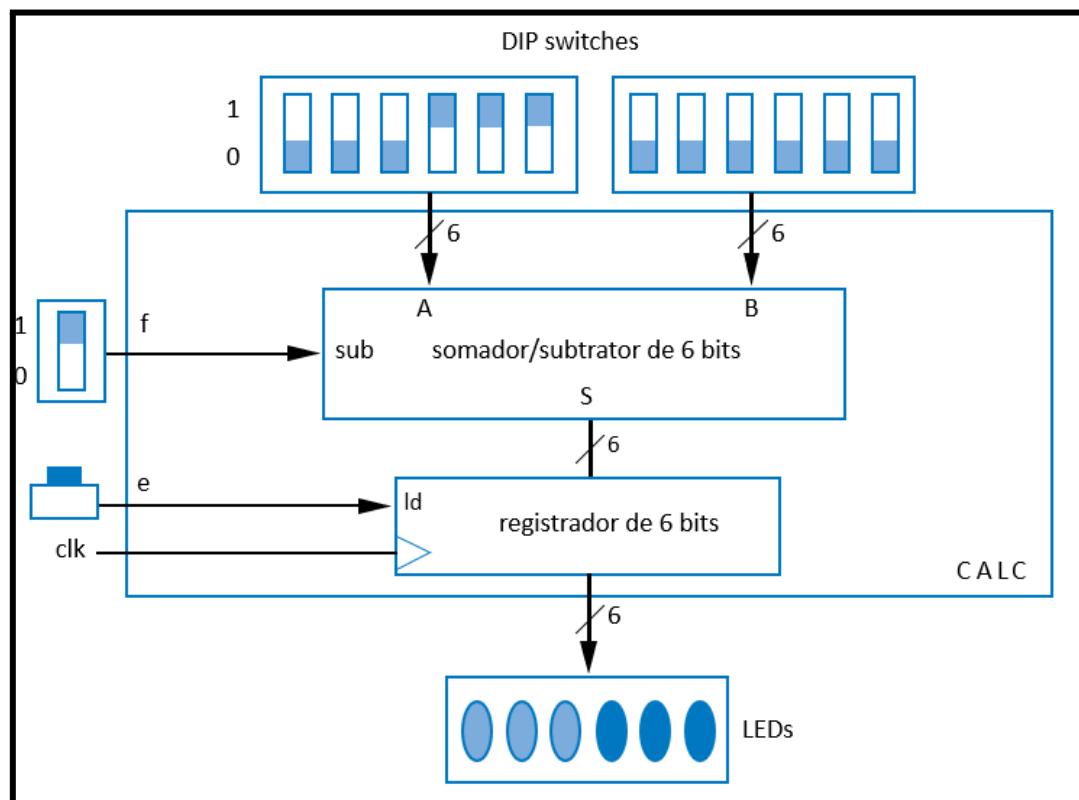 DIP switches
1
0
6
6
A
B
1
f
sub
somador/subtrator de 6 bits
0
S
6
e
ld
registrador de 6 bits
clk
CALC
6
LEDs